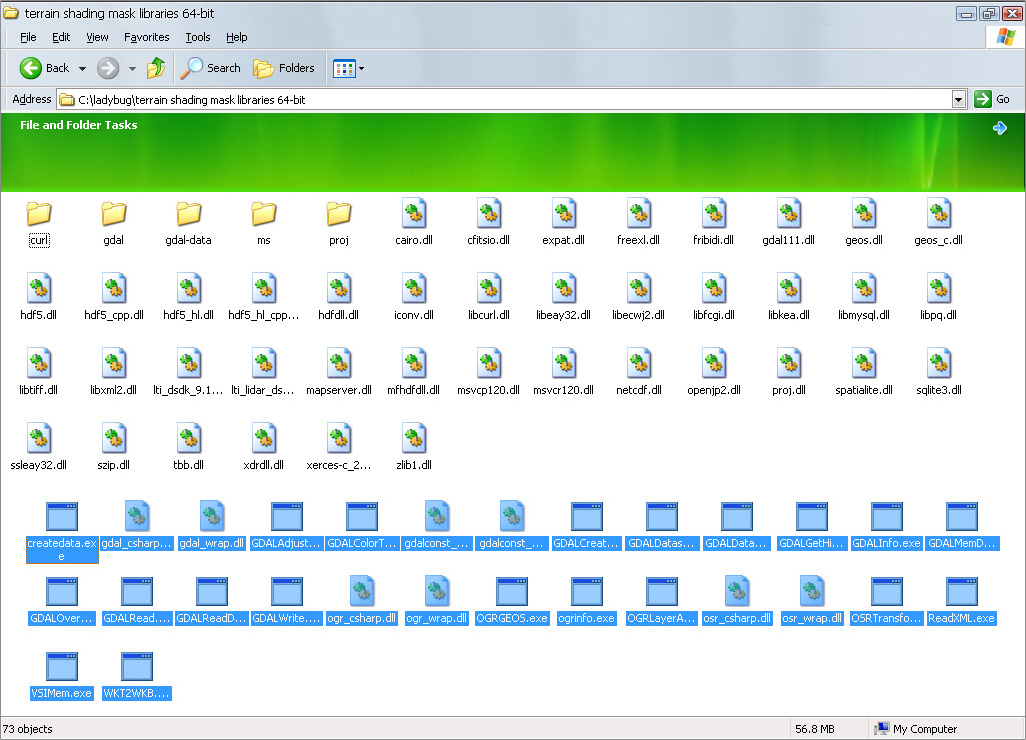 terrain shading mask libraries 64-bit
File Edit View Favorites Tools Help
Back Search Folders
Address C:\ladybug\terrain shading mask libraries 64-bit Go
File and Folder Tasks
curl gdal gdal-data ms proj cairo.dll cfitsio.dll expat.dll freexl.dll fribidi.dll gdal111.dll geos.dll geos_c.dll
hdf5.dll hdf5_cpp.dll hdf5_hl.dll hdf5_hl_cpp... hdfdll.dll iconv.dll libcurl.dll libeay32.dll libecwj2.dll libfcgi.dll libkea.dll libmysql.dll libpq.dll
libtiff.dll libxml2.dll lti_dsdk_9.1... lti_lidar_ds... mapserver.dll mfhdfdll.dll msvcp120.dll msvcr120.dll netcdf.dll openjp2.dll proj.dll spatialite.dll sqlite3.dll
ssleay32.dll szip.dll tbb.dll xdrdll.dll xerces-c_2... zlib1.dll
createdata.ex gdal_csharp... gdal_wrap.dll GDALAdjust... GDALColorT... gdalconst_... gdalconst_... GDALCreat... GDALDatas... GDALData... GDALGetHi... GDALInfo.exe GDALMemD...
e
GDALOver... GDALRead.... GDALReadD... GDALWrite.... ogr_csharp.dll ogr_wrap.dll OGRGEOS.exe ogrinfo.exe OGRLayerA... osr_csharp.dll osr_wrap.dll OSRTransfo... ReadXML.exe
VSIMem.exe WKT2WKB....
73 objects 56.8 MB My Computer